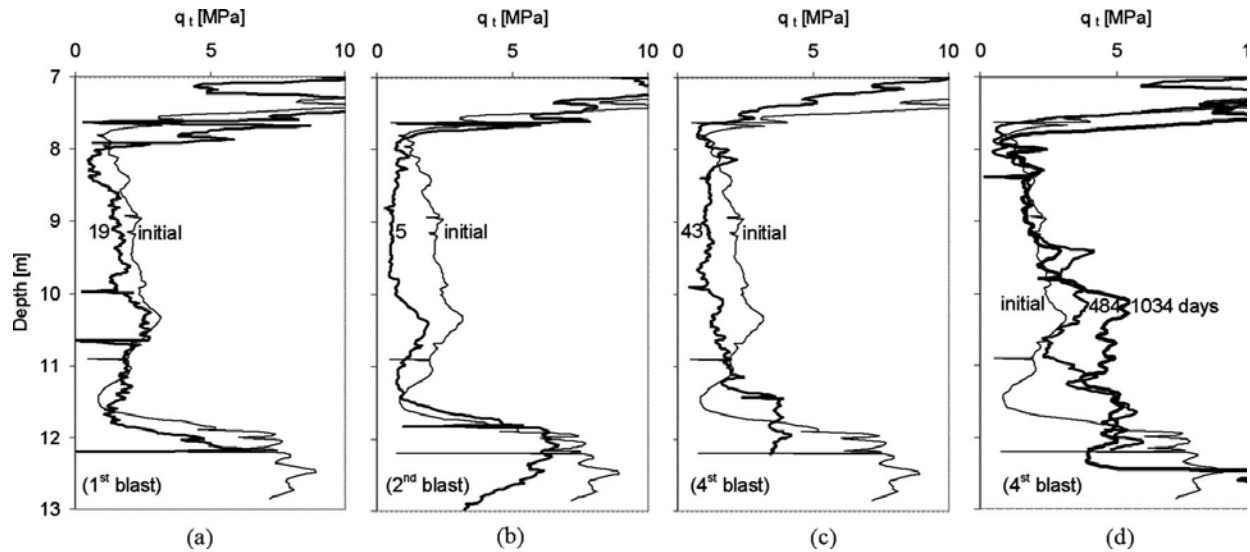 q t [MPa]
q t [MPa]
q t [MPa]
q t [MPa]
0 5 10
0 5 10
0 5 10
0 5 10
Depth [m]
7
8
9
10
11
12
13
19
initial
(1st blast)
5
initial
(2nd blast)
43
initial
(4st blast)
initial
484
1034 days
(4st blast)
(a)
(b)
(c)
(d)